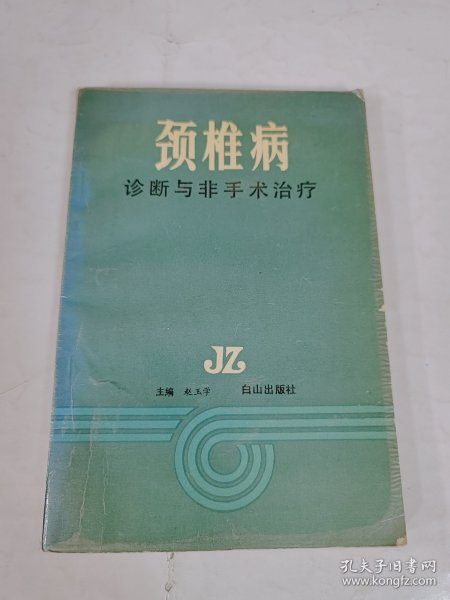 颈椎病
诊断与非手术治疗
JZ
主编 赵玉学 白山出版社
孔夫子旧书网
www.kongfz.com